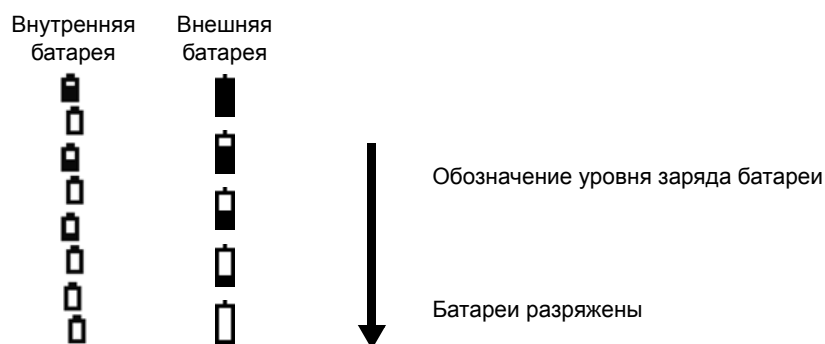 Внутренняя
батарея
Внешняя
батарея
Обозначение уровня заряда батареи
Батареи разряжены